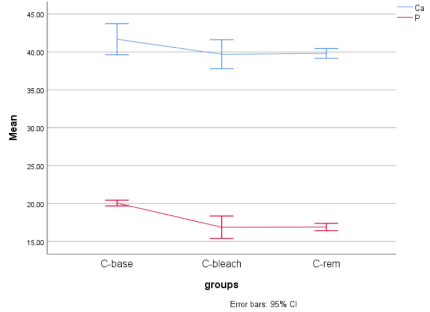 45.00
40.00
35.00
30.00
25.00
20.00
15.00
Mean
C-base
C-bleach
C-rem
groups
Error bars: 95% CI
Ca
P